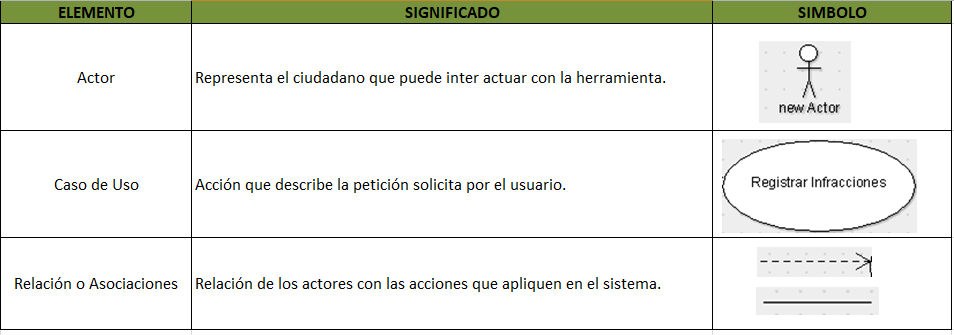 ELEMENTO SIGNIFICADO SIMBOLO
Actor Representa el ciudadano que puede inter actuar con la herramienta.
new Actor
Caso de Uso Acción que describe la petición solicita por el usuario.
Registrar Infracciones
Relación o Asociaciones Relación de los actores con las acciones que apliquen en el sistema.